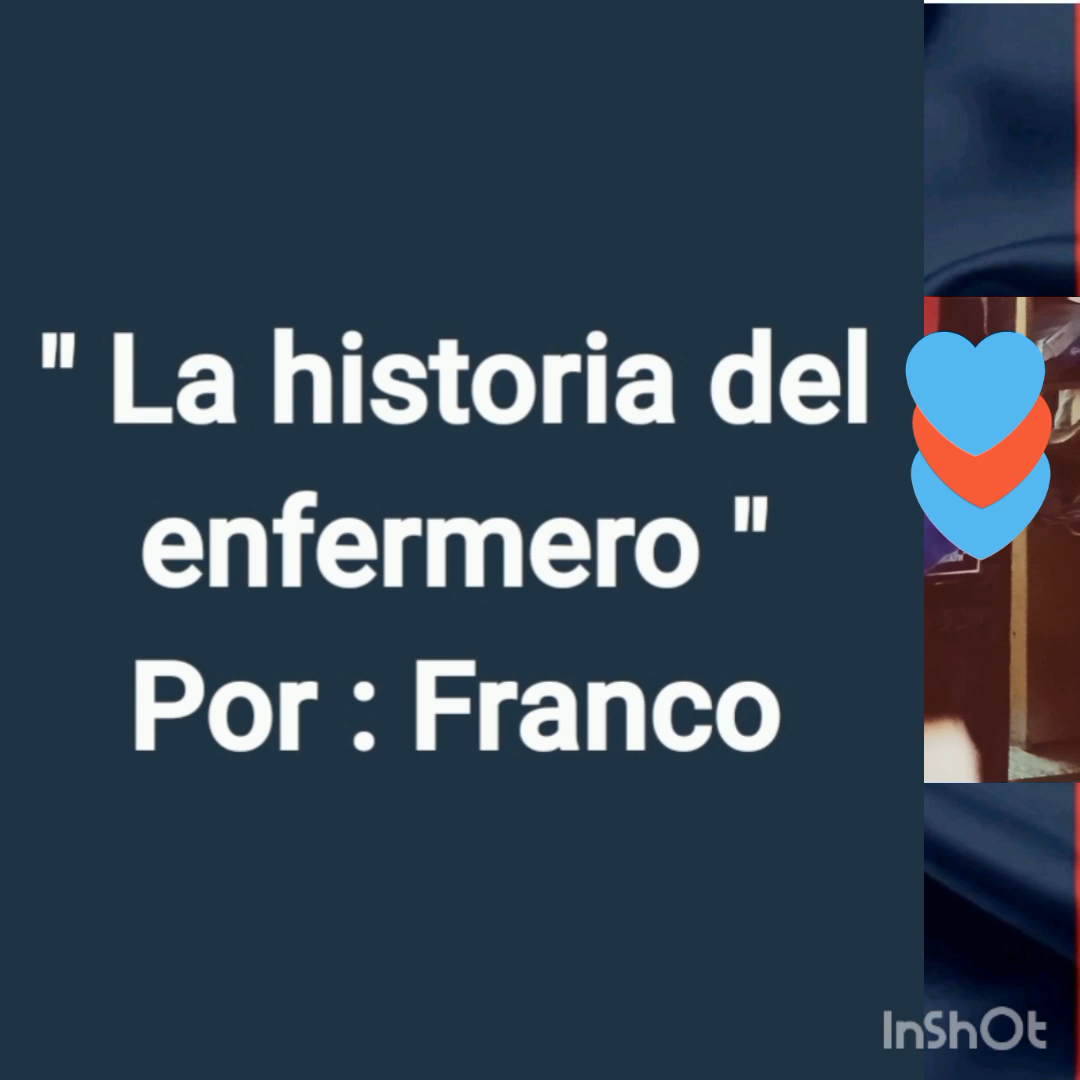 " La historia del
enfermero "
Por : Franco
InShOt